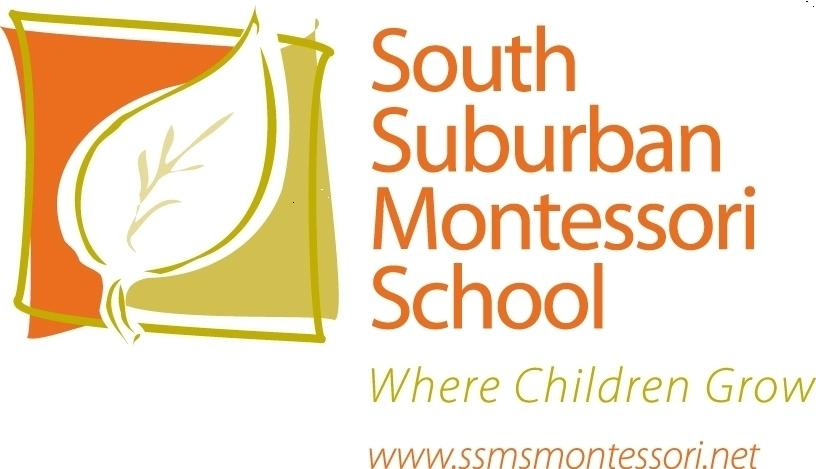 South
Suburban
Montessori
School
Where Children Grow
www.ssmsmontessori.net